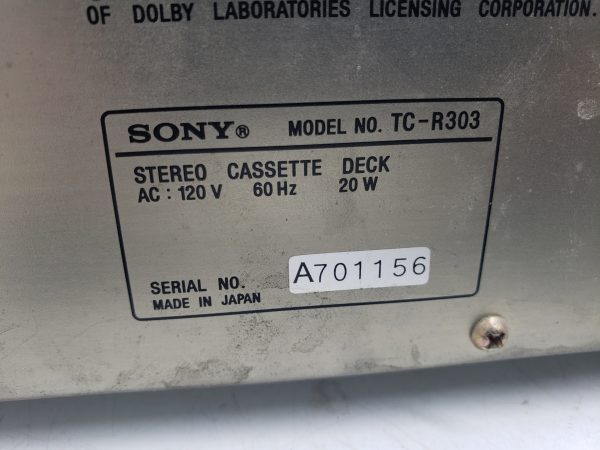 OF DOLBY LABORATORIES LICENSING CORPORATION.
SONY® MODEL NO. TC-R303
STEREO CASSETTE DECK
AC : 120 V 60 Hz 20 W
SERIAL NO. A701156
MADE IN JAPAN